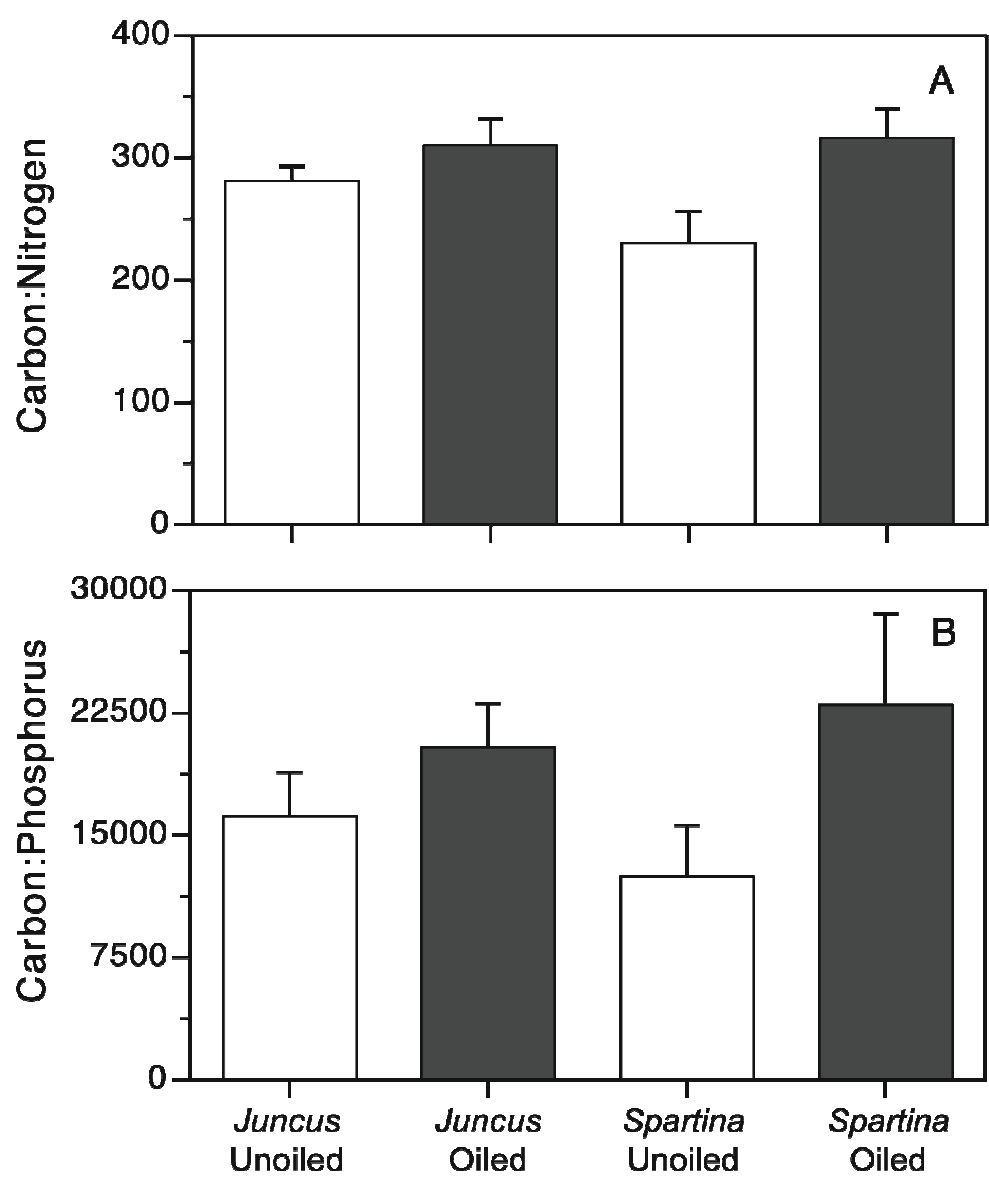 A
Carbon:Nitrogen
400
300
200
100
0
B
Carbon:Phosphorus
30000
22500
15000
7500
0
Juncus Juncus Spartina Spartina
Unoiled Oiled Unoiled Oiled